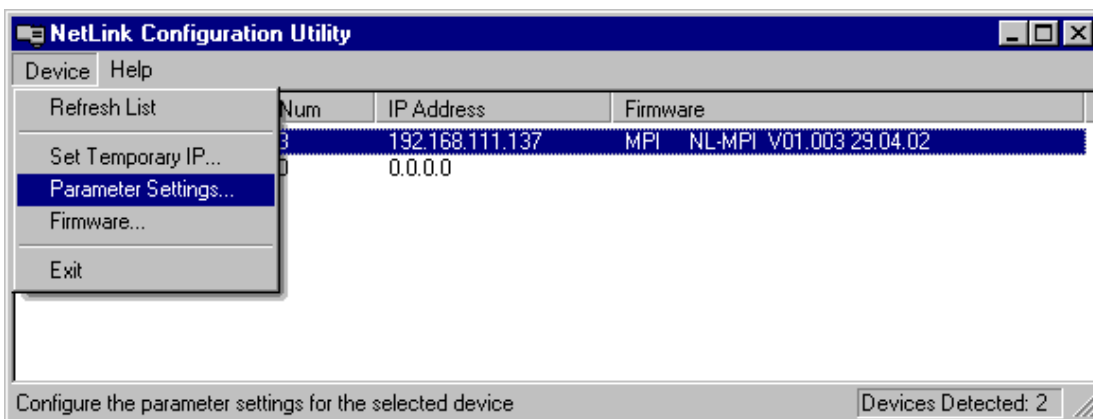 NetLink Configuration Utility
Device Help
Refresh List
Set Temporary IP...
Parameter Settings...
Firmware...
Exit
Num IP Address Firmware
3 192.168.111.137 MPI NL-MPI V01.003 29.04.02
0.0.0.0
Configure the parameter settings for the selected device
Devices Detected: 2